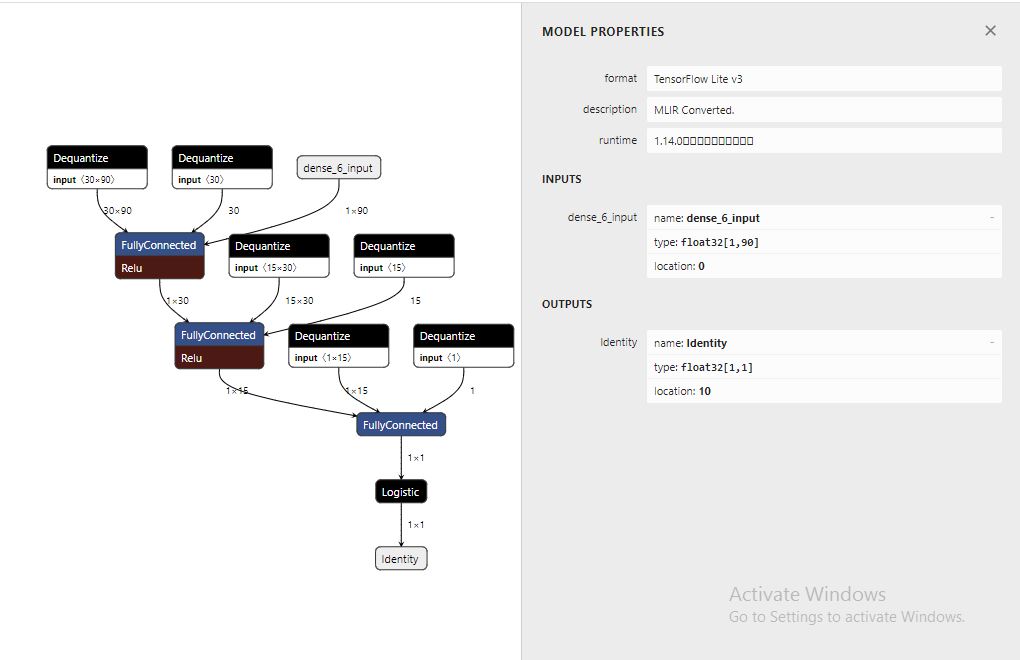 MODEL PROPERTIES
format
TensorFlow Lite v3
description
MLIR Converted.
runtime
1.14.0
INPUTS
dense_6_input
name: dense_6_input
-
type: float32[1,90]
location: 0
OUTPUTS
Identity
name: Identity
-
type: float32[1,1]
location: 10
Dequantize
input 〈30×90〉
Dequantize
input 〈30〉
dense_6_input
30×90
30
1×90
FullyConnected
Relu
Dequantize
input 〈15×30〉
Dequantize
input 〈15〉
1×30
15×30
15
FullyConnected
Relu
Dequantize
input 〈1×15〉
Dequantize
input 〈1〉
1×15
1×15
1
FullyConnected
1×1
Logistic
1×1
Identity
Activate Windows
Go to Settings to activate Windows.